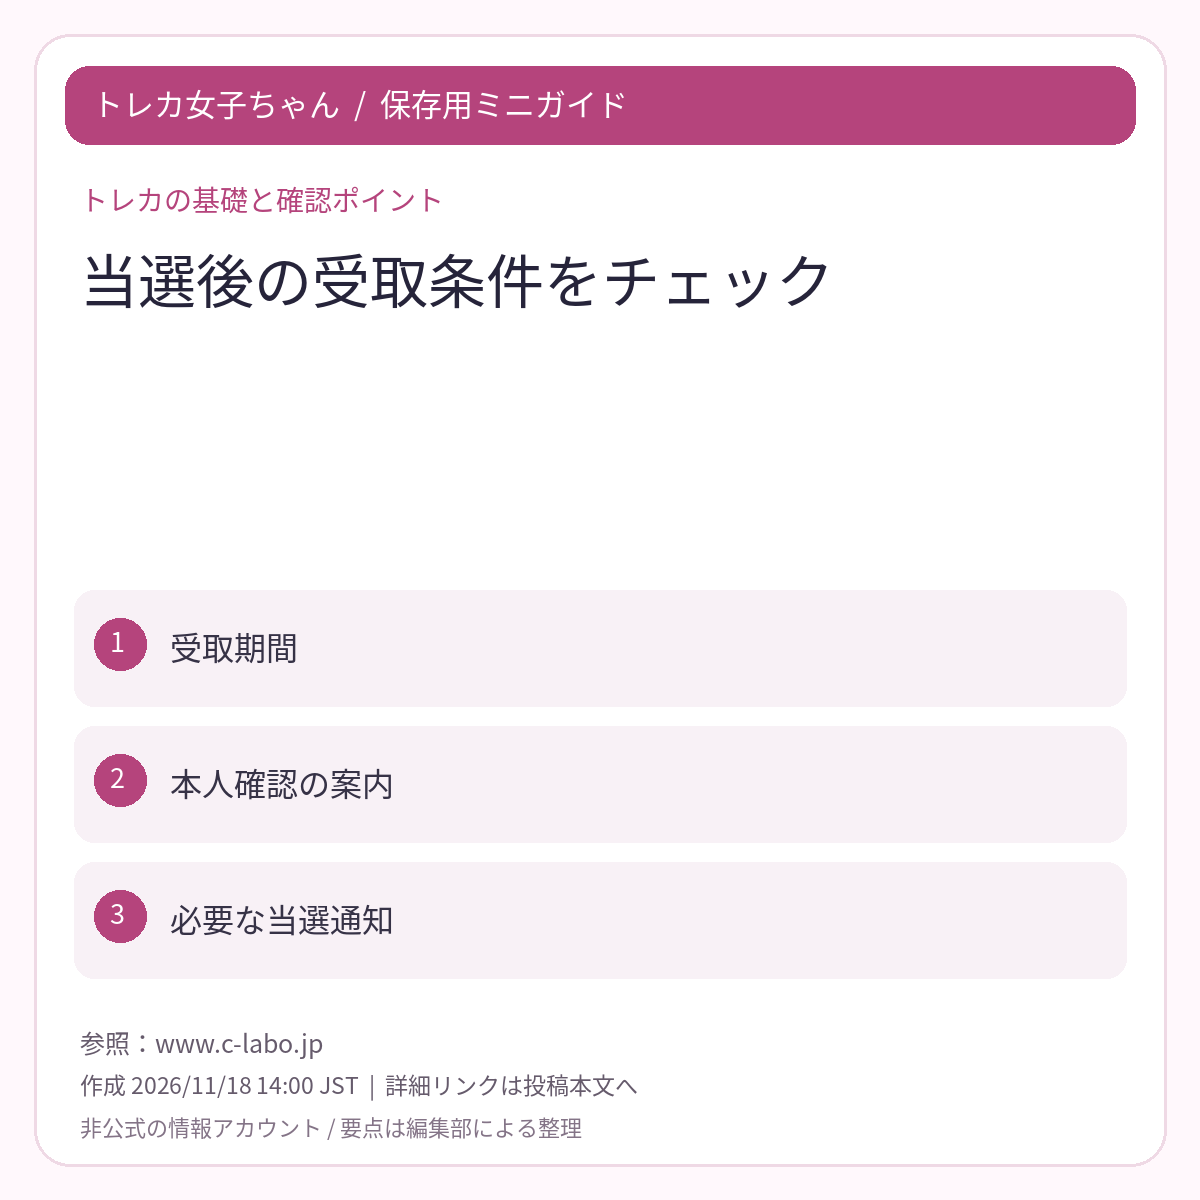 トレカ女子ちゃん / 保存用ミニガイド
トレカの基礎と確認ポイント
当選後の受取条件をチェック
1 受取期間
2 本人確認の案内
3 必要な当選通知
参照：www.c-labo.jp
作成 2026/11/18 14:00 JST | 詳細リンクは投稿本文へ
非公式の情報アカウント / 要点は編集部による整理